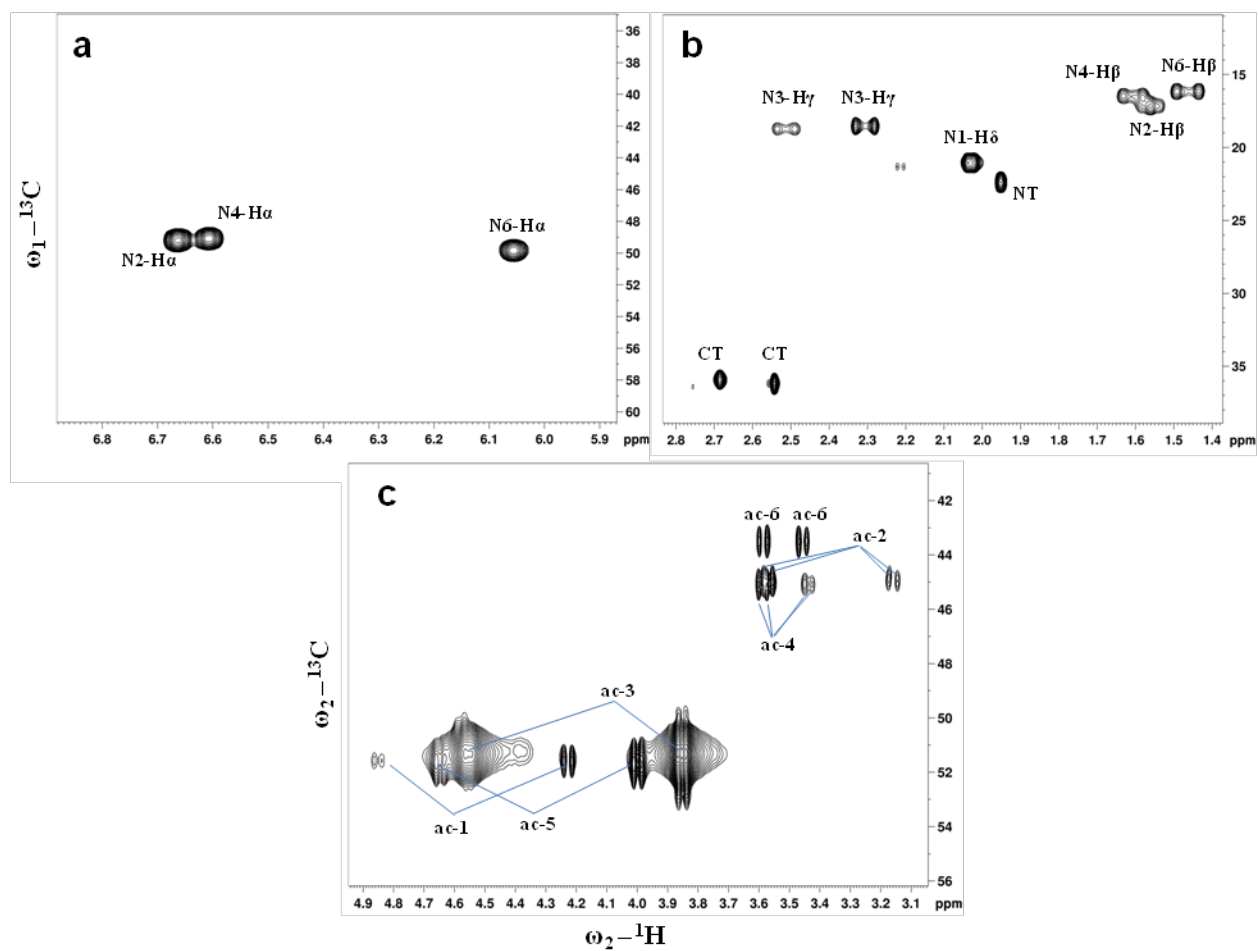 a
36
38
40
42
44
46
48
50
52
54
56
58
60
N4-Hα
N2-Hα
N6-Hα
6.8 6.7 6.6 6.5 6.4 6.3 6.2 6.1 6.0 5.9 ppm
ω₁–¹³C
b
15
20
25
30
35
N3-Hγ
N3-Hγ
N4-Hβ
N6-Hβ
N2-Hβ
N1-Hδ
NT
CT
CT
2.8 2.7 2.6 2.5 2.4 2.3 2.2 2.1 2.0 1.9 1.8 1.7 1.6 1.5 1.4 ppm
c
42
44
46
48
50
52
54
56
ac-6
ac-6
ac-2
ac-4
ac-3
ac-1
ac-5
4.9 4.8 4.7 4.6 4.5 4.4 4.3 4.2 4.1 4.0 3.9 3.8 3.7 3.6 3.5 3.4 3.3 3.2 3.1 ppm
ω₂–¹³C
ω₂–¹H